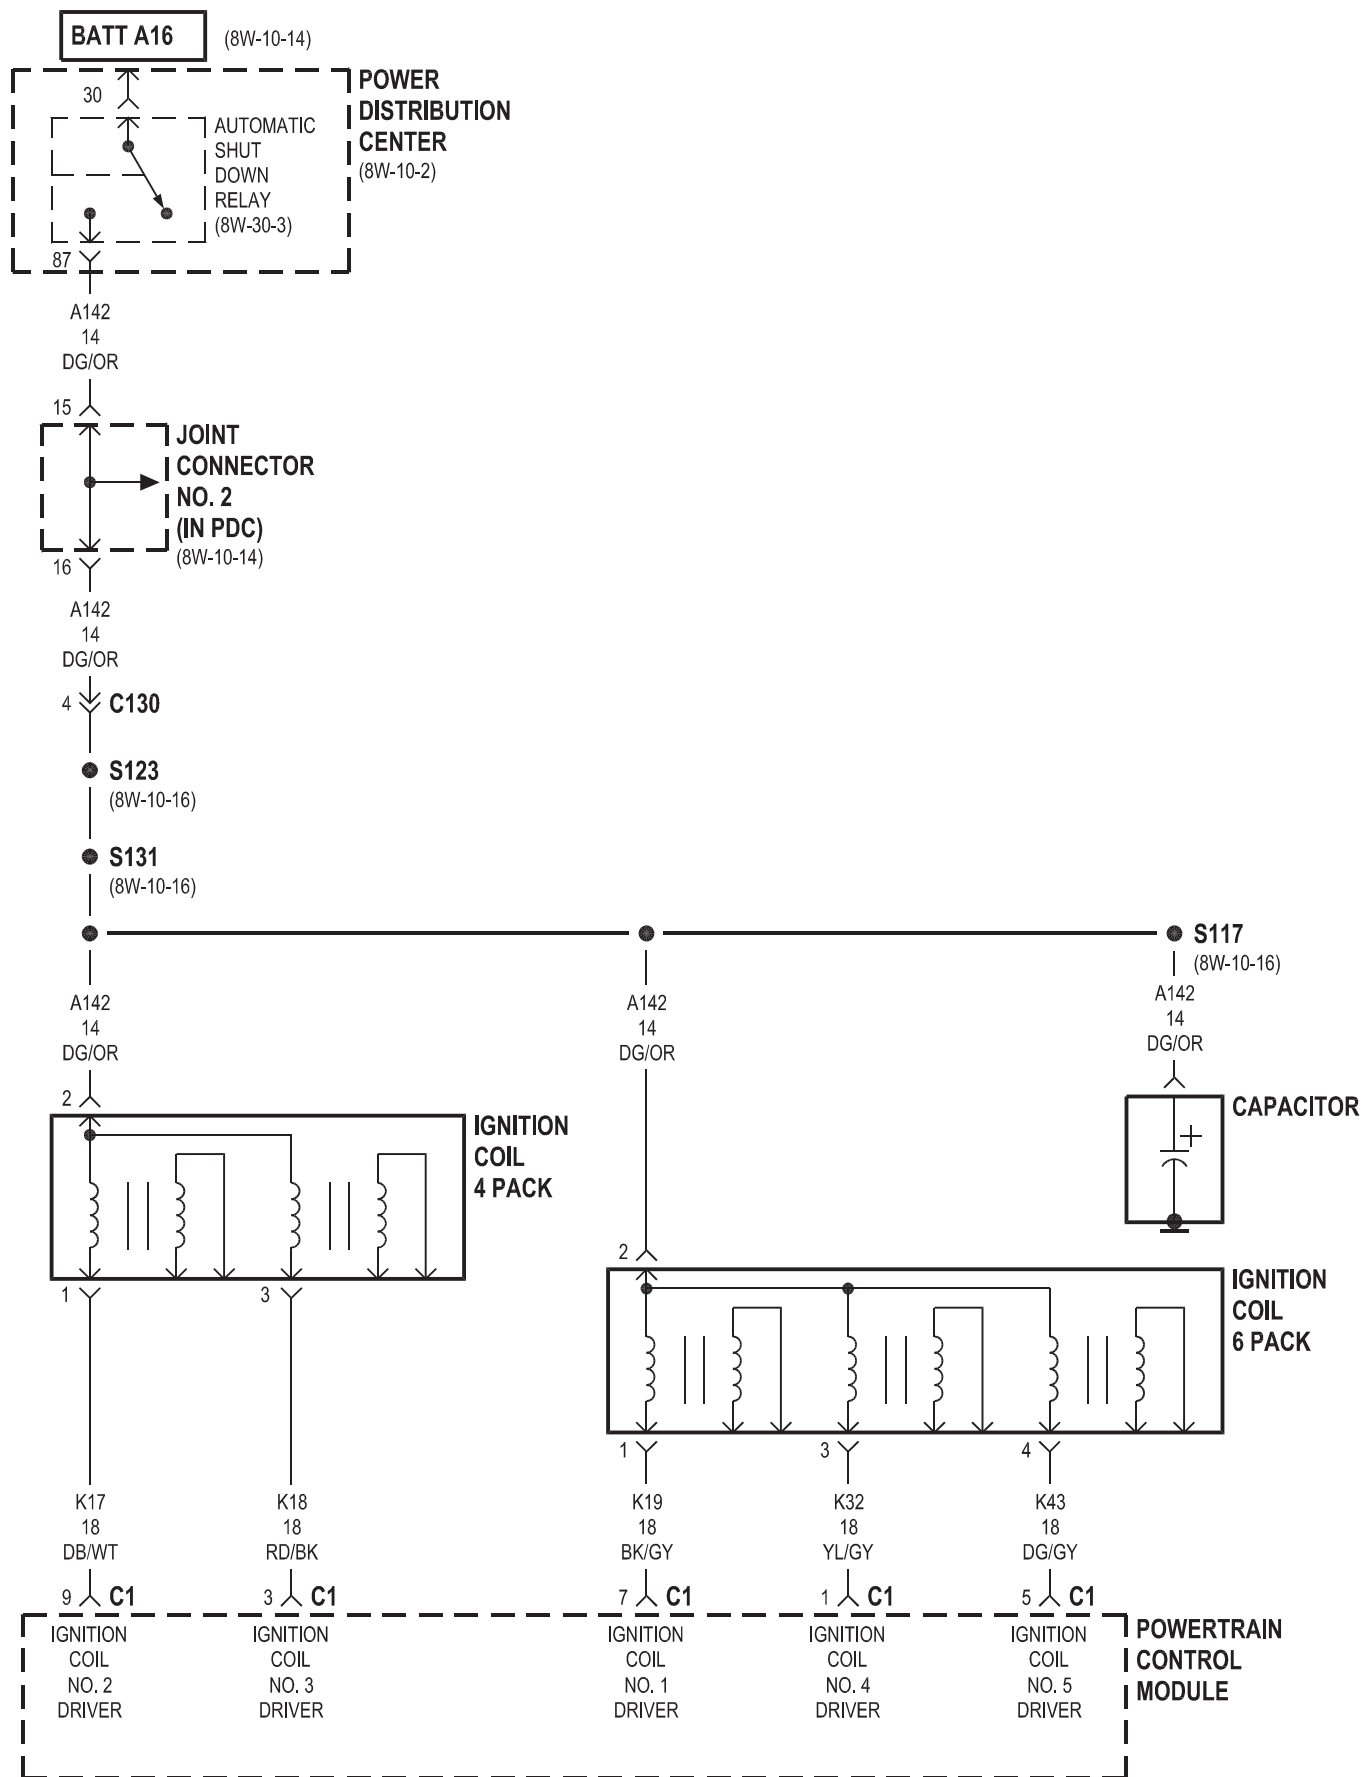 BATT A16
(8W-10-14)
POWER
DISTRIBUTION
CENTER
(8W-10-2)
30
AUTOMATIC
SHUT
DOWN
RELAY
(8W-30-3)
87
A142
14
DG/OR
15
JOINT
CONNECTOR
NO. 2
(IN PDC)
(8W-10-14)
16
A142
14
DG/OR
4
C130
S123
(8W-10-16)
S131
(8W-10-16)
S117
(8W-10-16)
A142
14
DG/OR
A142
14
DG/OR
A142
14
DG/OR
2
IGNITION
COIL
4 PACK
CAPACITOR
+
1
3
2
IGNITION
COIL
6 PACK
1
3
4
K17
18
DB/WT
K18
18
RD/BK
K19
18
BK/GY
K32
18
YL/GY
K43
18
DG/GY
9 C1
3 C1
7 C1
1 C1
5 C1
IGNITION
COIL
NO. 2
DRIVER
IGNITION
COIL
NO. 3
DRIVER
IGNITION
COIL
NO. 1
DRIVER
IGNITION
COIL
NO. 4
DRIVER
IGNITION
COIL
NO. 5
DRIVER
POWERTRAIN
CONTROL
MODULE